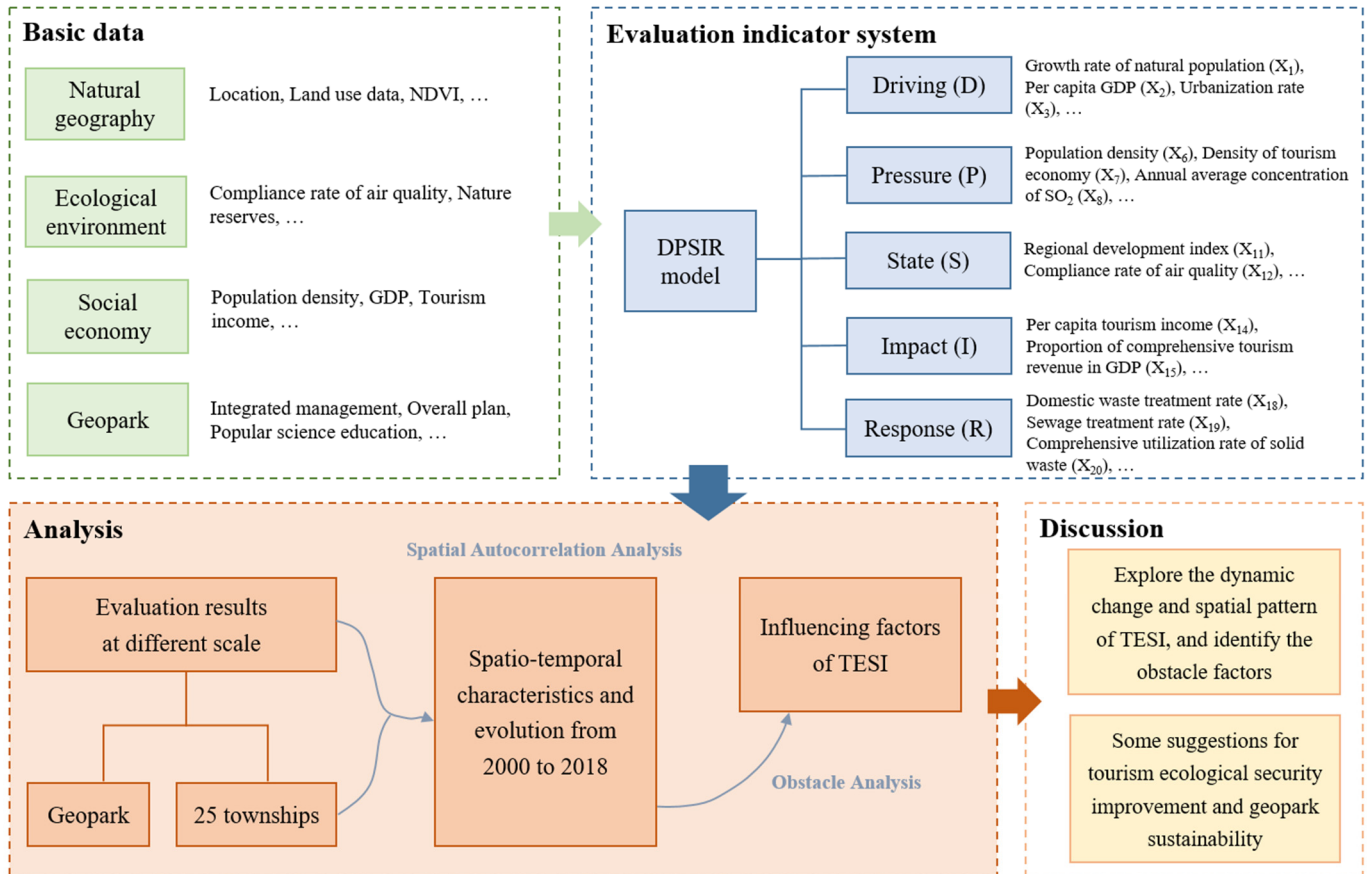 Basic data
Natural
geography
Location, Land use data, NDVI, …
Ecological
environment
Compliance rate of air quality, Nature
reserves, …
Social
economy
Population density, GDP, Tourism
income, …
Geopark
Integrated management, Overall plan,
Popular science education, …
Evaluation indicator system
DPSIR
model
Driving (D)
Growth rate of natural population (X₁),
Per capita GDP (X₂), Urbanization rate
(X₃), …
Pressure (P)
Population density (X₆), Density of tourism
economy (X₇), Annual average concentration
of SO₂ (X₈), …
State (S)
Regional development index (X₁₁),
Compliance rate of air quality (X₁₂), …
Impact (I)
Per capita tourism income (X₁₄),
Proportion of comprehensive tourism
revenue in GDP (X₁₅), …
Response (R)
Domestic waste treatment rate (X₁₈),
Sewage treatment rate (X₁₉),
Comprehensive utilization rate of solid
waste (X₂₀), …
Analysis
Evaluation results
at different scale
Geopark
25 townships
Spatial Autocorrelation Analysis
Spatio-temporal
characteristics and
evolution from
2000 to 2018
Influencing factors
of TESI
Obstacle Analysis
Discussion
Explore the dynamic
change and spatial pattern
of TESI, and identify the
obstacle factors
Some suggestions for
tourism ecological security
improvement and geopark
sustainability